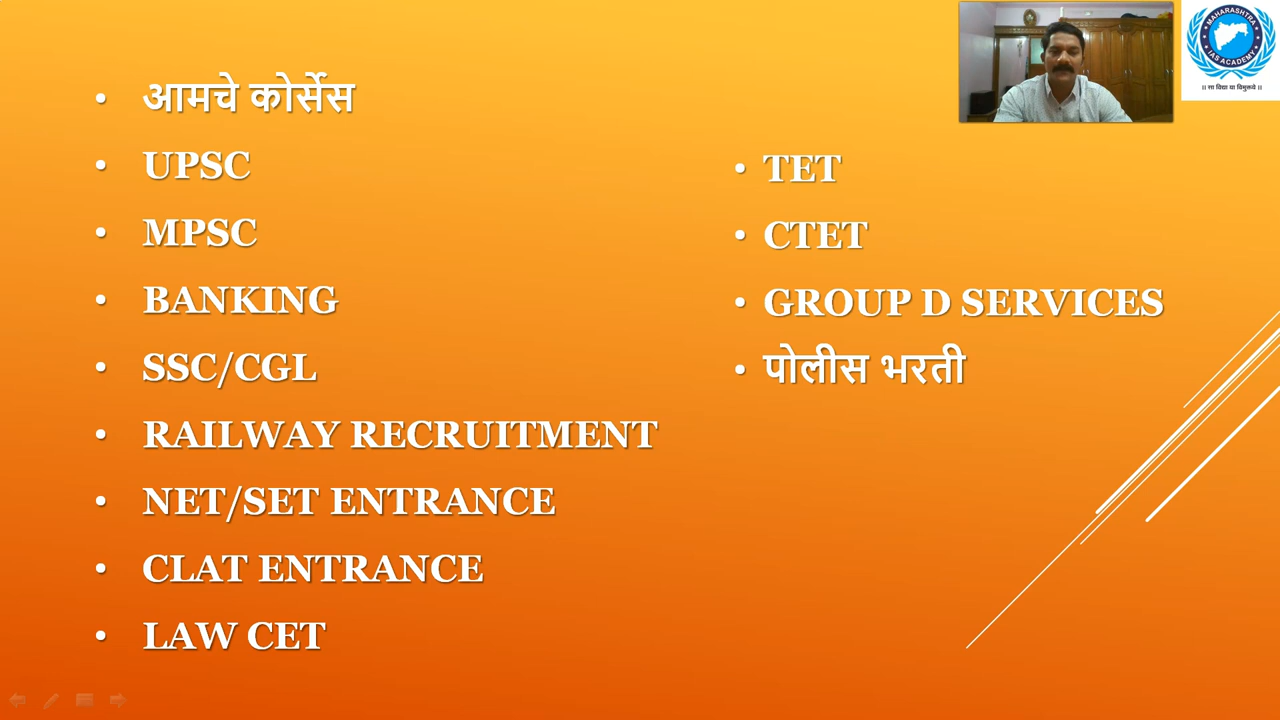 आमचे कोर्सेस
UPSC
MPSC
BANKING
SSC/CGL
RAILWAY RECRUITMENT
NET/SET ENTRANCE
CLAT ENTRANCE
LAW CET
TET
CTET
GROUP D SERVICES
पोलीस भरती
MAHARASHTRA
IAS ACADEMY
।। सा विद्या या विमुक्तये ।।